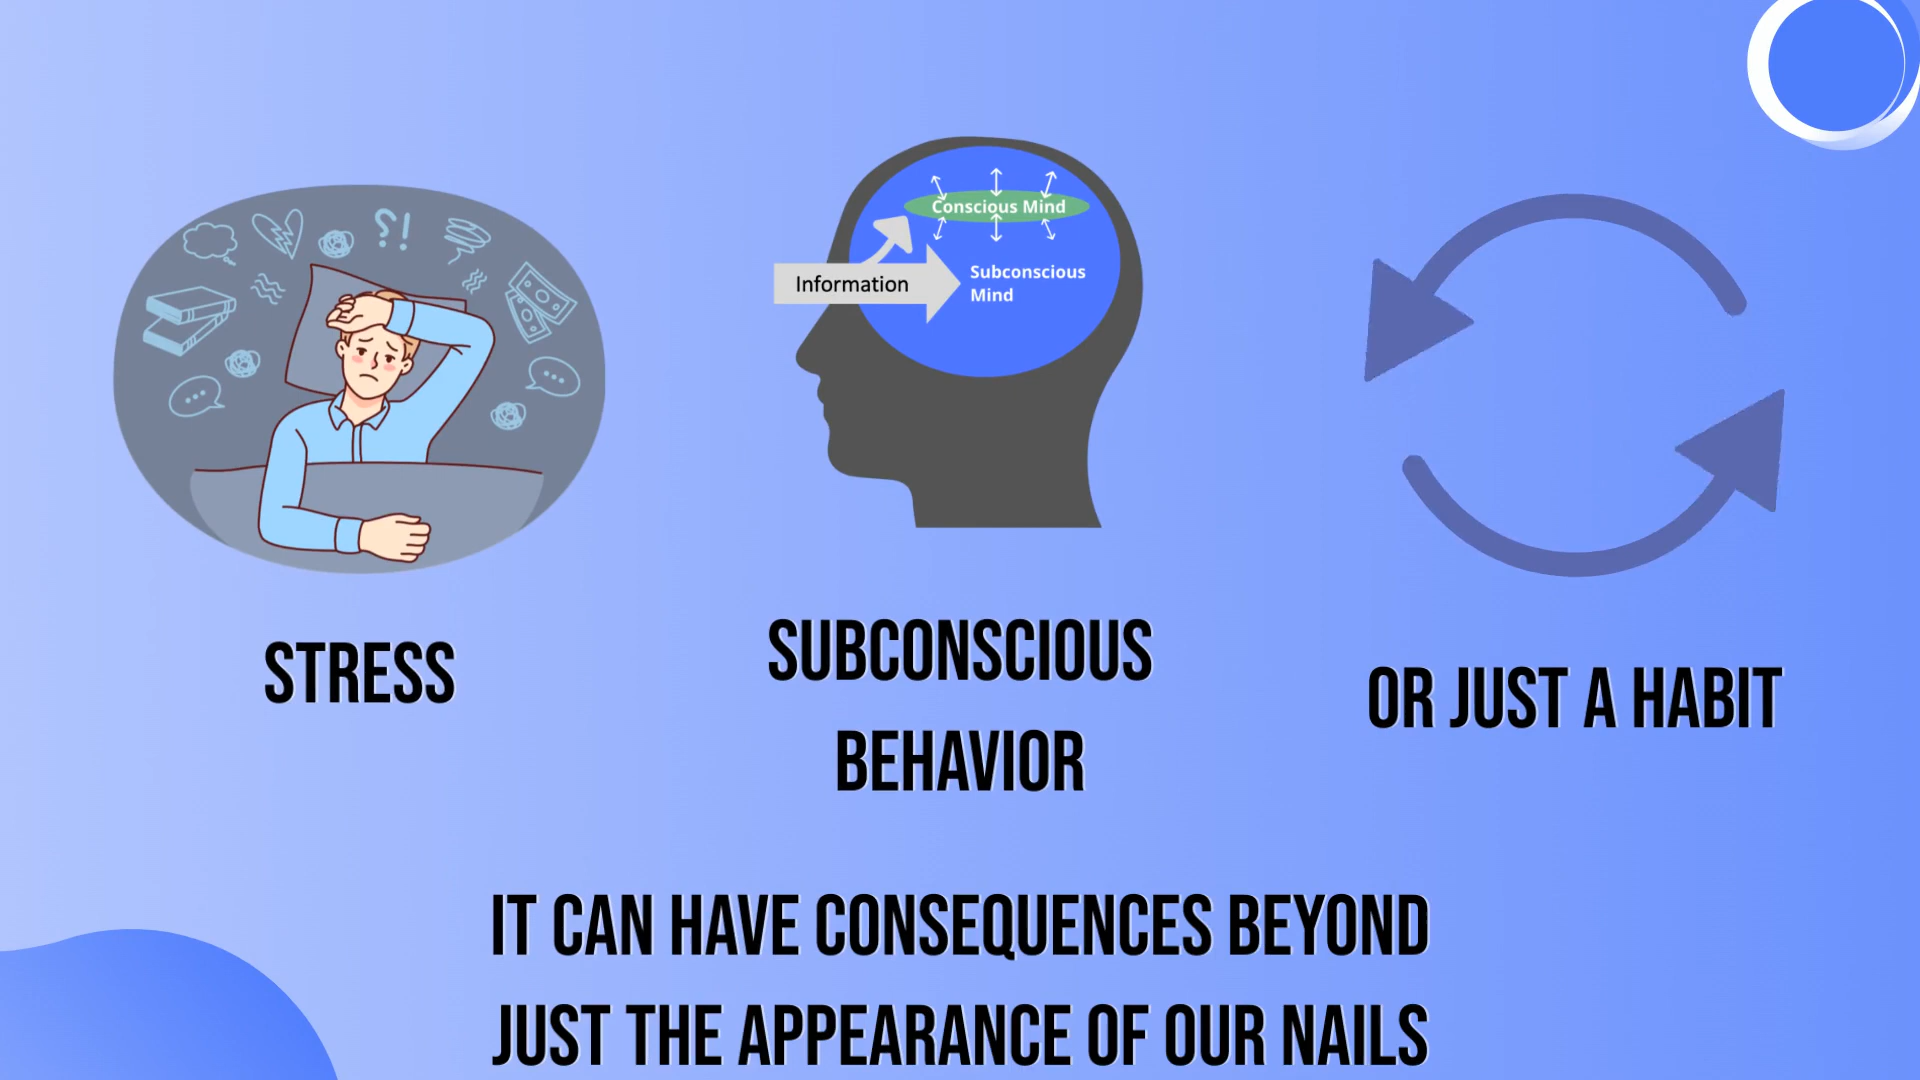 ?!
Conscious Mind
Information
Subconscious
Mind
STRESS
SUBCONSCIOUS
BEHAVIOR
OR JUST A HABIT
IT CAN HAVE CONSEQUENCES BEYOND
JUST THE APPEARANCE OF OUR NAILS